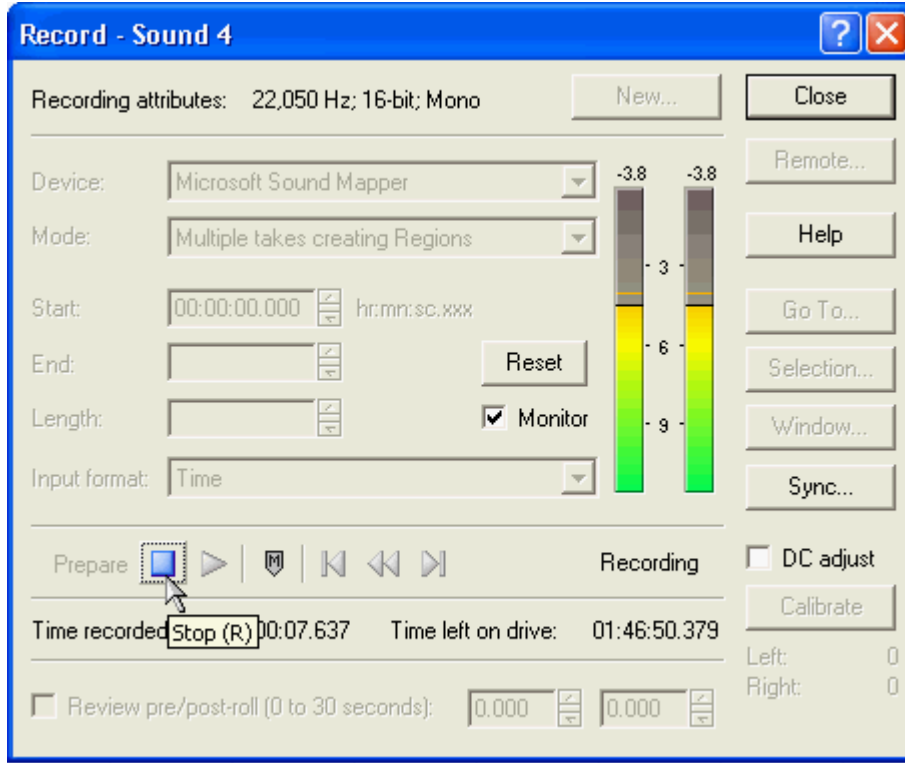 Record - Sound 4
Recording attributes: 22,050 Hz; 16-bit; Mono New... Close
Device: Microsoft Sound Mapper -3.8 -3.8 Remote...
Mode: Multiple takes creating Regions Help
- 3 -
Start: 00:00:00.000 hr:mn:sc.xxx Go To...
End: Reset - 6 - Selection...
Length: Monitor - 9 - Window...
Input format: Time Sync...
Prepare M Recording DC adjust
Calibrate
Time recorded 00:07.637 Time left on drive: 01:46:50.379
Stop (R)
Left: 0
Right: 0
Review pre/post-roll (0 to 30 seconds): 0.000 0.000